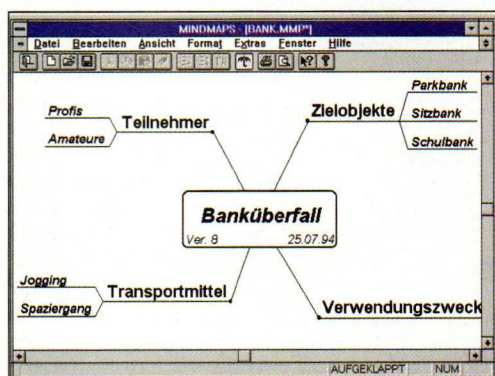 MINDMAPS - [BANK.MMP*]
Datei Bearbeiten Ansicht Format Extras Fenster Hilfe
Parkbank
Profis
Teilnehmer
Zielobjekte
Sitzbank
Amateure
Schulbank
Banküberfall
Ver. 8 25.07.94
Jogging
Transportmittel
Spaziergang
Verwendungszweck
AUFGEKLAPPT NUM